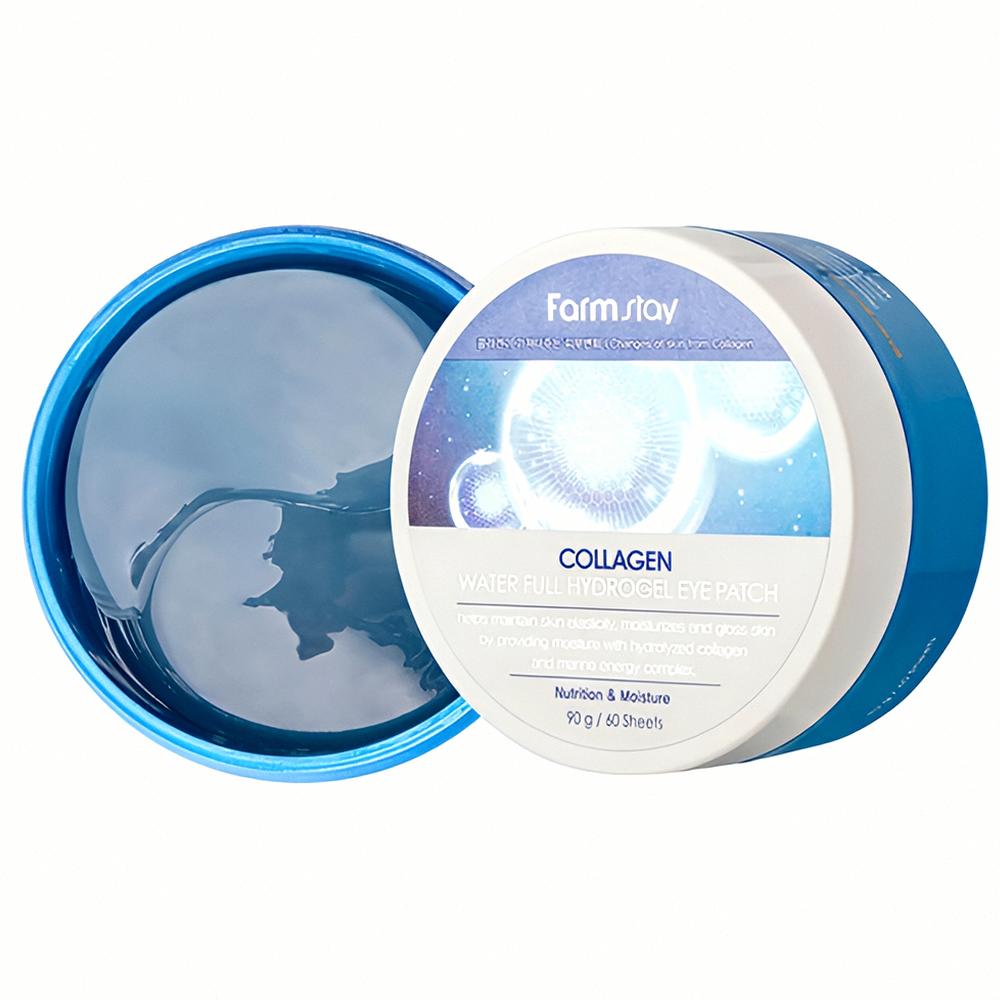 Farmstay
Changes of skin from Collagen
COLLAGEN
WATER FULL HYDROGEL EYE PATCH
helps maintain skin elasticity, moisturizes and gloss skin
by providing moisture with hydrolyzed collagen
and marine energy complex.
Nutrition & Moisture
90 g / 60 Sheets